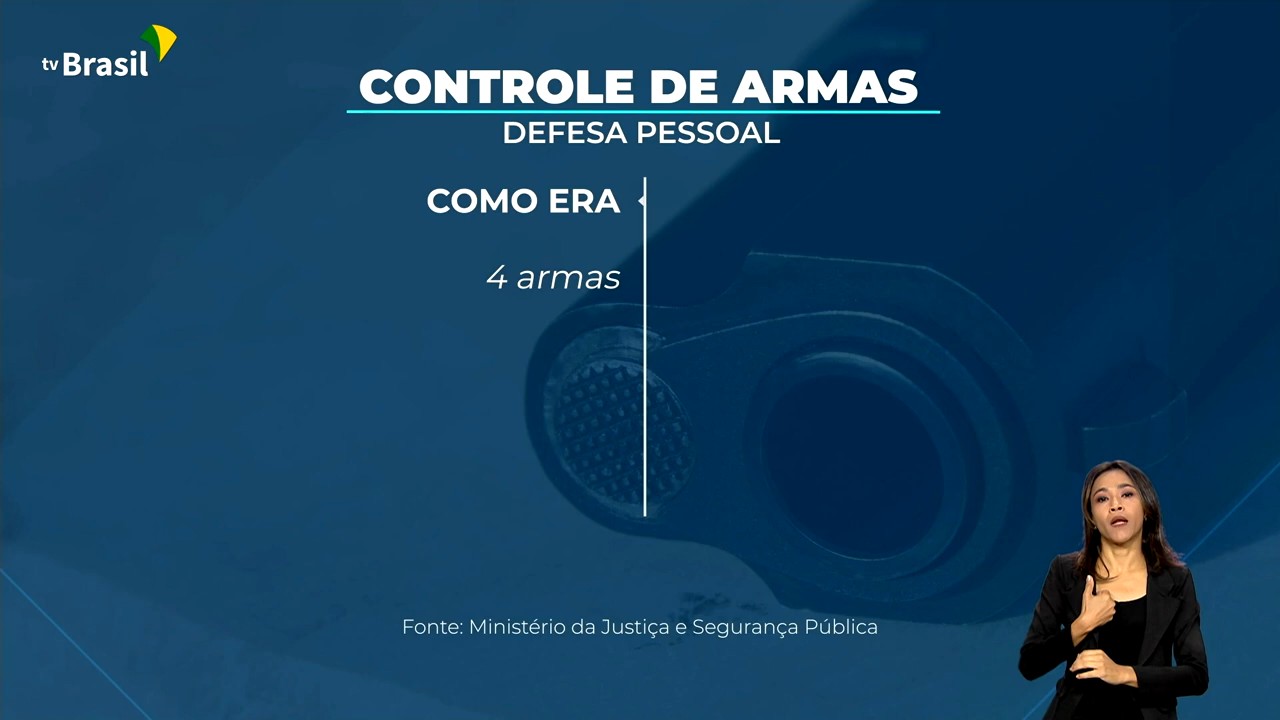 tv Brasil
CONTROLE DE ARMAS
DEFESA PESSOAL
COMO ERA
4 armas
Fonte: Ministério da Justiça e Segurança Pública